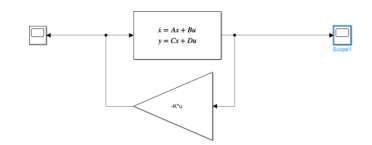 ẋ = Ax + Bu
y = Cx + Du
Scope1
-K*u